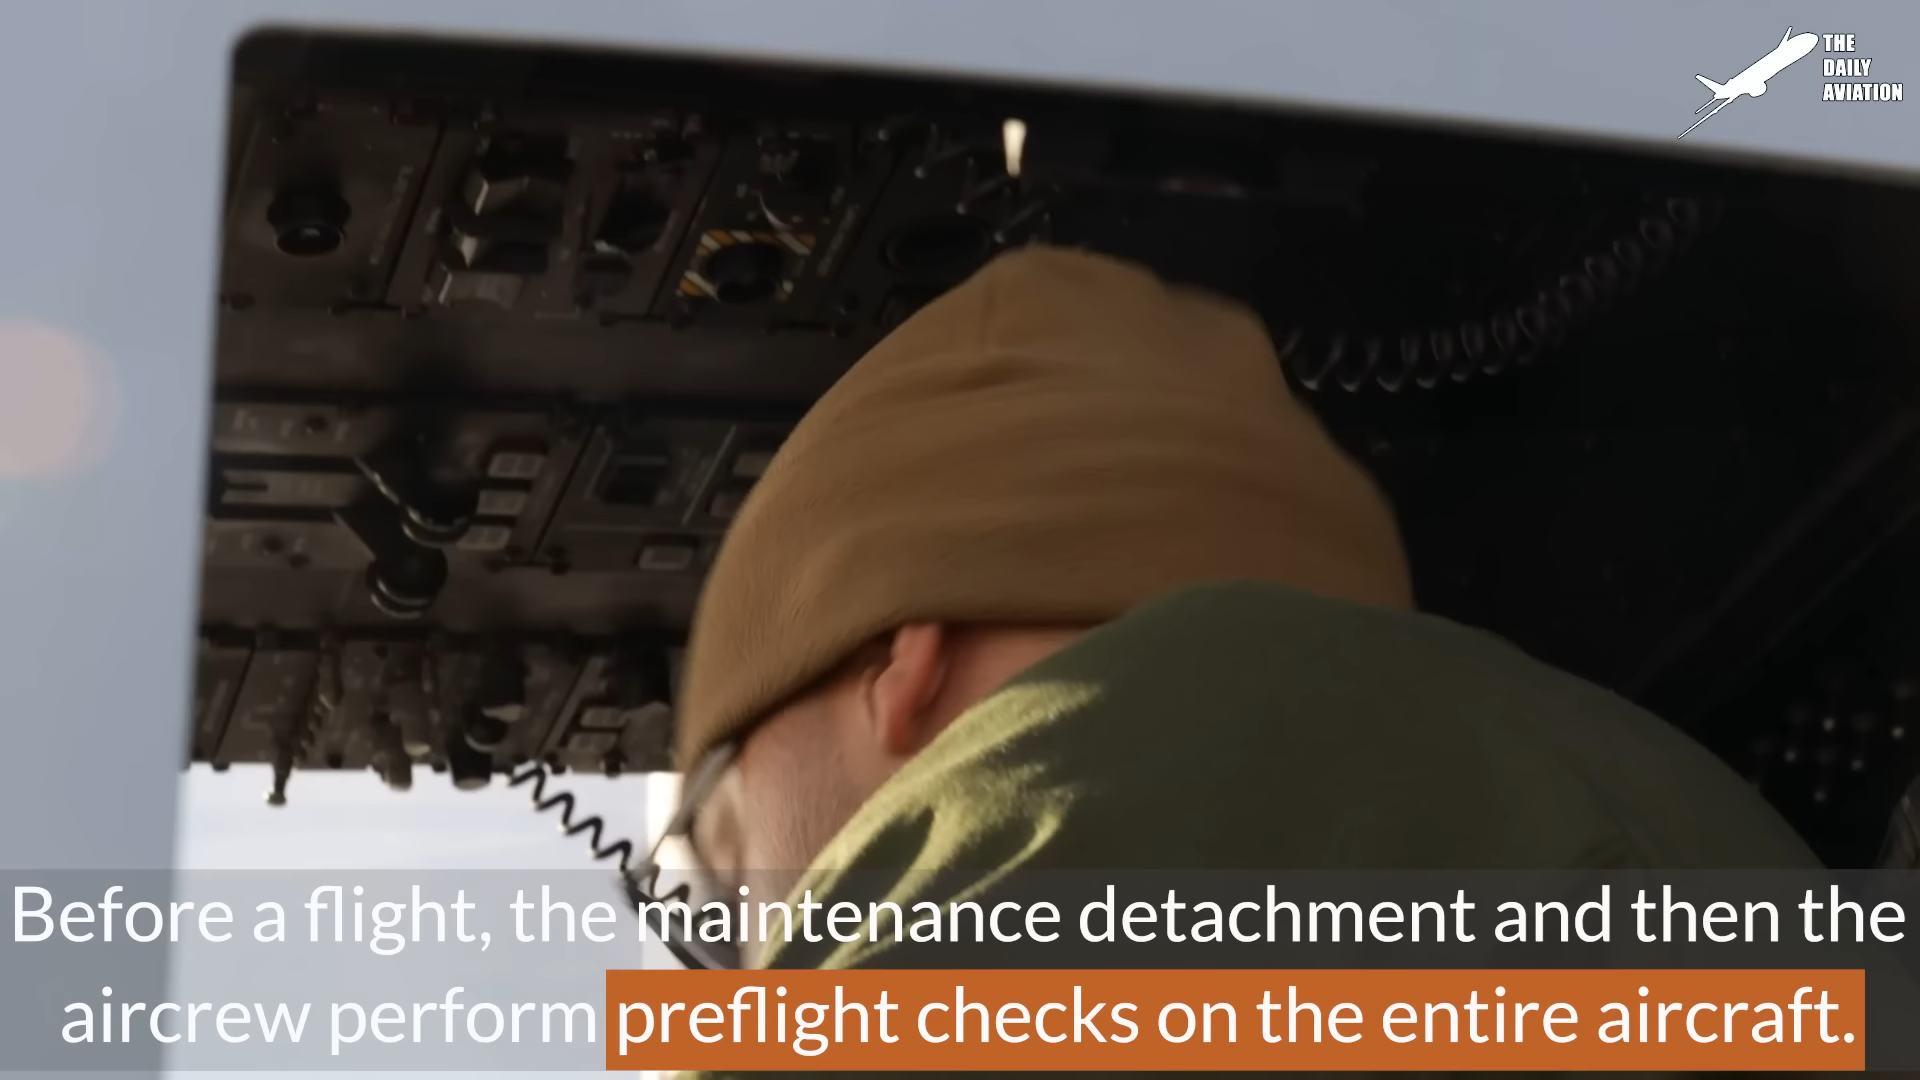 THE
DAILY
AVIATION
Before a flight, the maintenance detachment and then the
aircrew perform preflight checks on the entire aircraft.